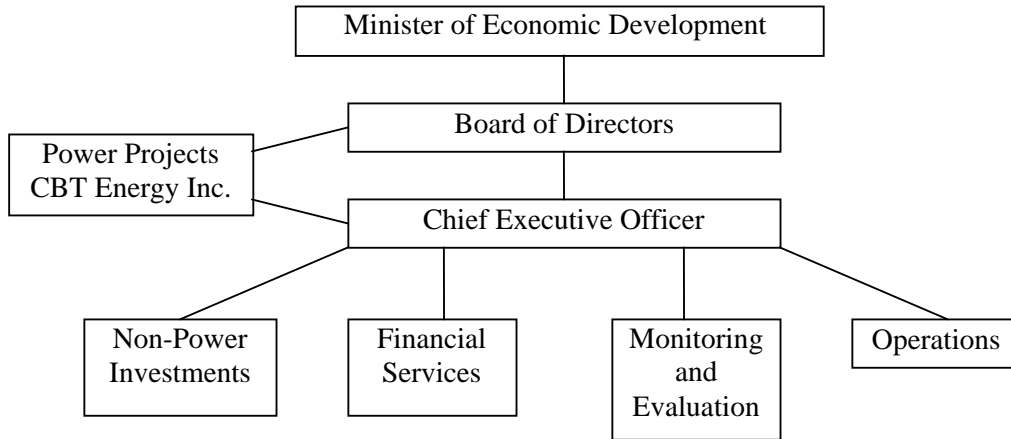 Minister of Economic Development
Board of Directors
Power Projects
CBT Energy Inc.
Chief Executive Officer
Non-Power
Investments
Financial
Services
Monitoring
and
Evaluation
Operations